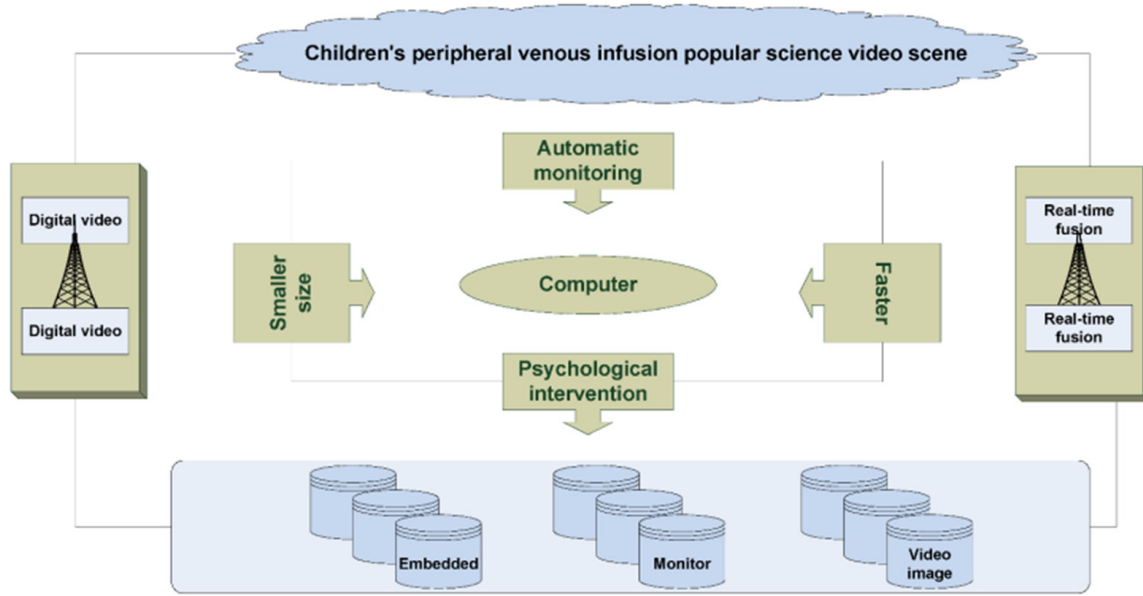 Children's peripheral venous infusion popular science video scene
Automatic
monitoring
Digital video
Digital video
Smaller
size
Computer
Faster
Real-time
fusion
Real-time
fusion
Psychological
intervention
Embedded
Monitor
Video
image